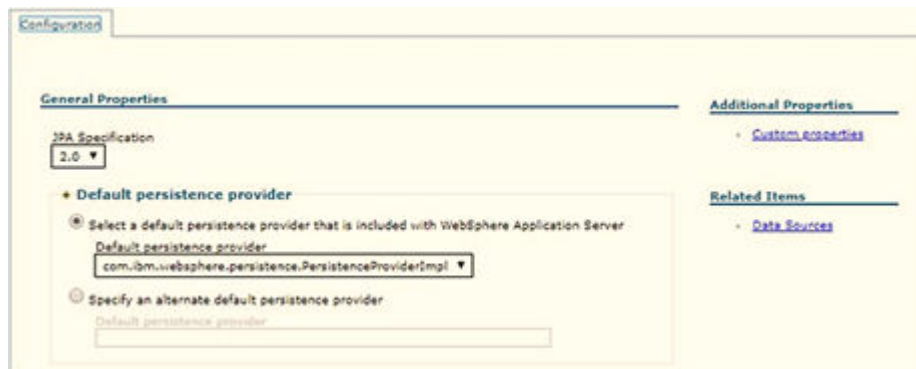 Configuration
General Properties
JPA Specification
2.0
Default persistence provider
Select a default persistence provider that is included with WebSphere Application Server
Default persistence provider
com.ibm.websphere.persistence.PersistenceProviderImpl
Specify an alternate default persistence provider
Default persistence provider
Additional Properties
Custom properties
Related Items
Data Sources